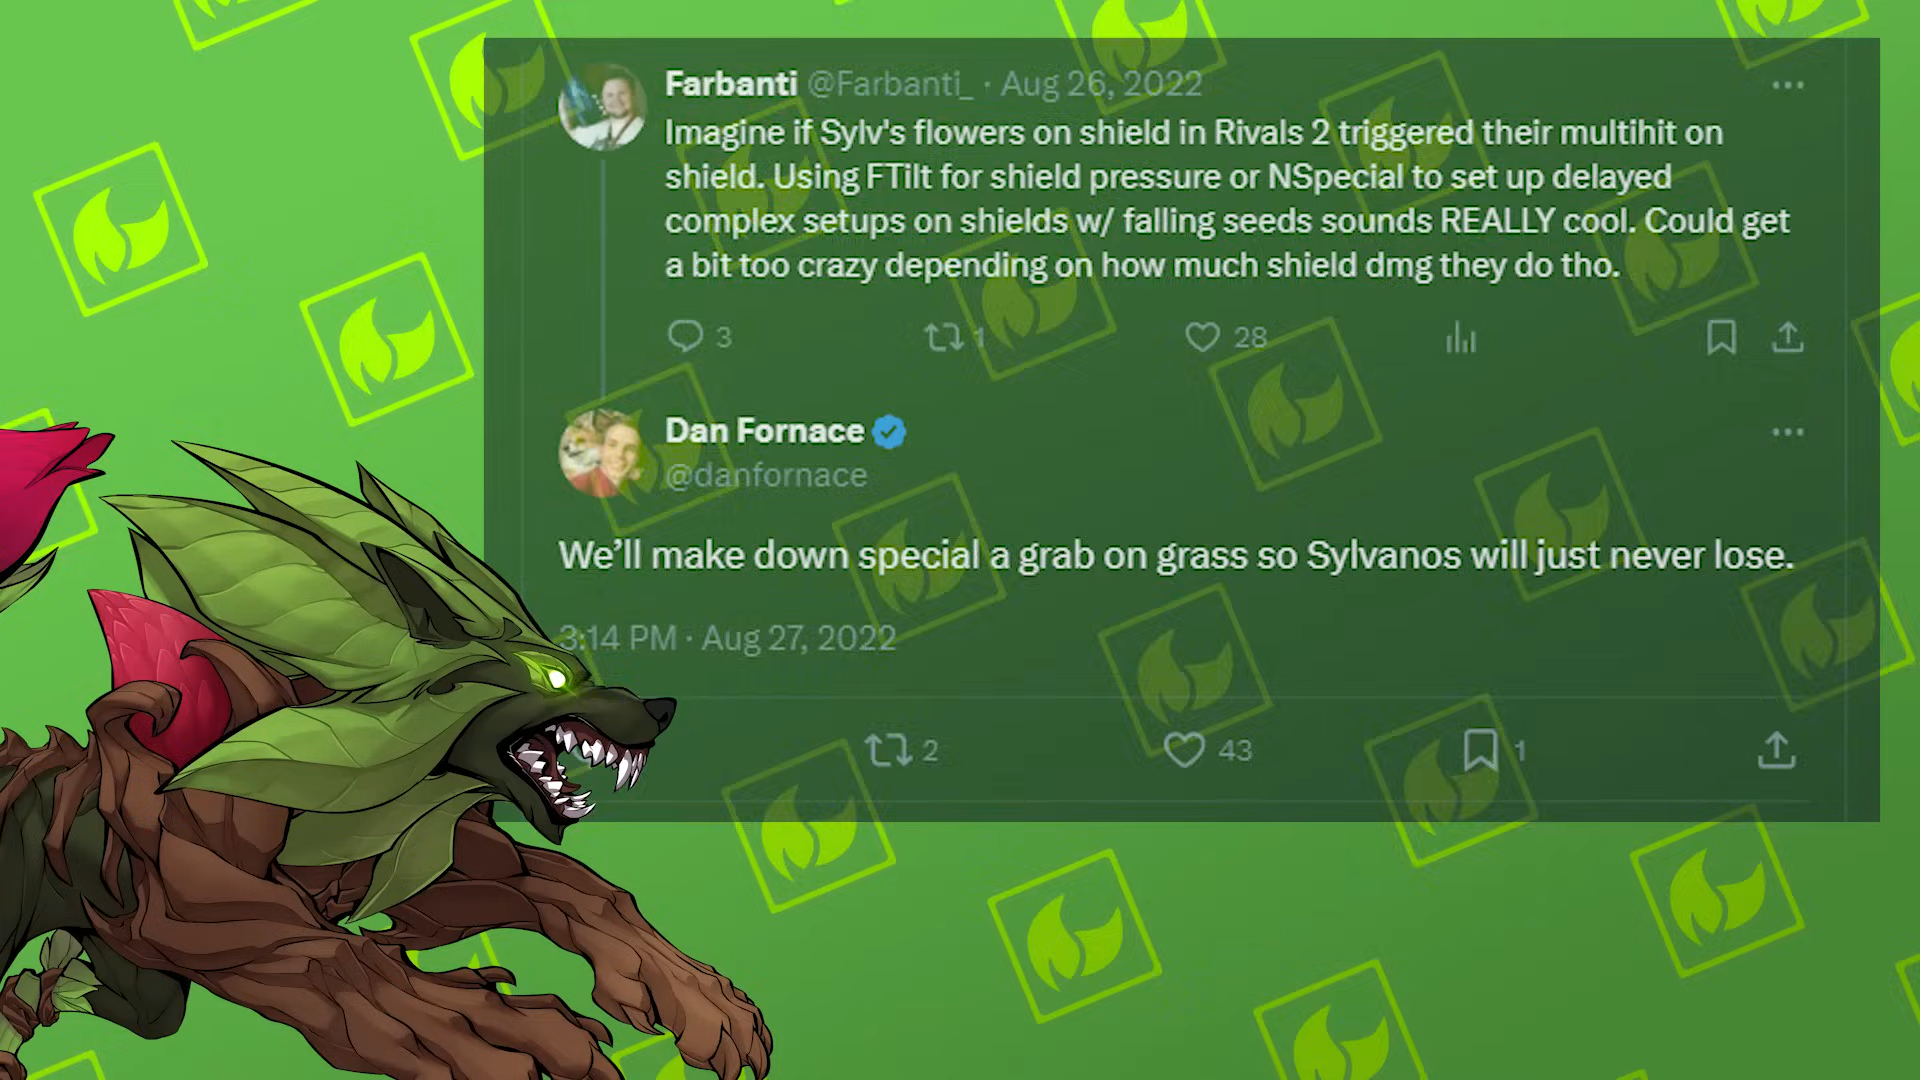 Farbanti @Farbanti_ · Aug 26, 2022
Imagine if Sylv's flowers on shield in Rivals 2 triggered their multihit on
shield. Using FTilt for shield pressure or NSpecial to set up delayed
complex setups on shields w/ falling seeds sounds REALLY cool. Could get
a bit too crazy depending on how much shield dmg they do tho.
3 1 28
Dan Fornace
@danfornace
We’ll make down special a grab on grass so Sylvanos will just never lose.
3:14 PM · Aug 27, 2022
2 43 1